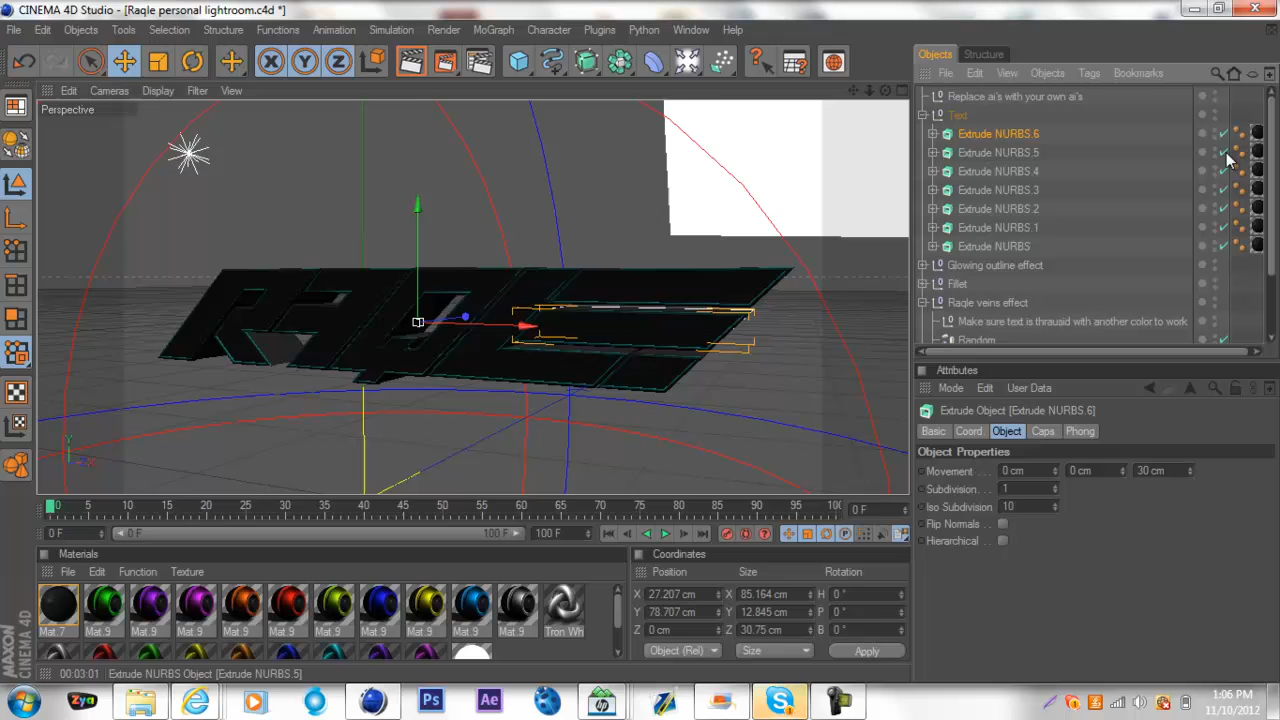 CINEMA 4D Studio - [Raqle personal lightroom.c4d *]
File Edit Objects Tools Selection Structure Functions Animation Simulation Render MoGraph Character Plugins Python Window Help
X Y Z
Edit Cameras Display Filter View
Perspective
RAQLE
Y
Objects Structure
File Edit View Objects Tags Bookmarks
Replace ai's with your own ai's
Text
Extrude NURBS.6
Extrude NURBS.5
Extrude NURBS.4
Extrude NURBS.3
Extrude NURBS.2
Extrude NURBS.1
Extrude NURBS
Glowing outline effect
Fillet
Raqle veins effect
Make sure text is thrausid with another color to work
Random
Attributes
Mode Edit User Data
Extrude Object [Extrude NURBS.6]
Basic Coord Object Caps Phong
Object Properties
Movement . . . 0 cm 0 cm 30 cm
Subdivision . . 1
Iso Subdivision 10
Flip Normals . .
Hierarchical . .
0 5 10 15 20 25 30 35 40 45 50 55 60 65 70 75 80 85 90 95 100 0 F
0 F 0 F 100 F 100 F
Materials
File Edit Function Texture
Mat.7 Mat.9 Mat.9 Mat.9 Mat.9 Mat.9 Mat.9 Mat.9 Mat.9 Mat.9 Mat.9 Tron Wh
Coordinates
Position Size Rotation
X 27.207 cm X 85.164 cm H 0 °
Y 78.707 cm Y 12.845 cm P 0 °
Z 0 cm Z 30.75 cm B 0 °
Object (Rel) Size Apply
00:03:01 Extrude NURBS Object [Extrude NURBS.5]
MAXON
CINEMA 4D
Zya Ps Ae hp S
1:06 PM
11/10/2012